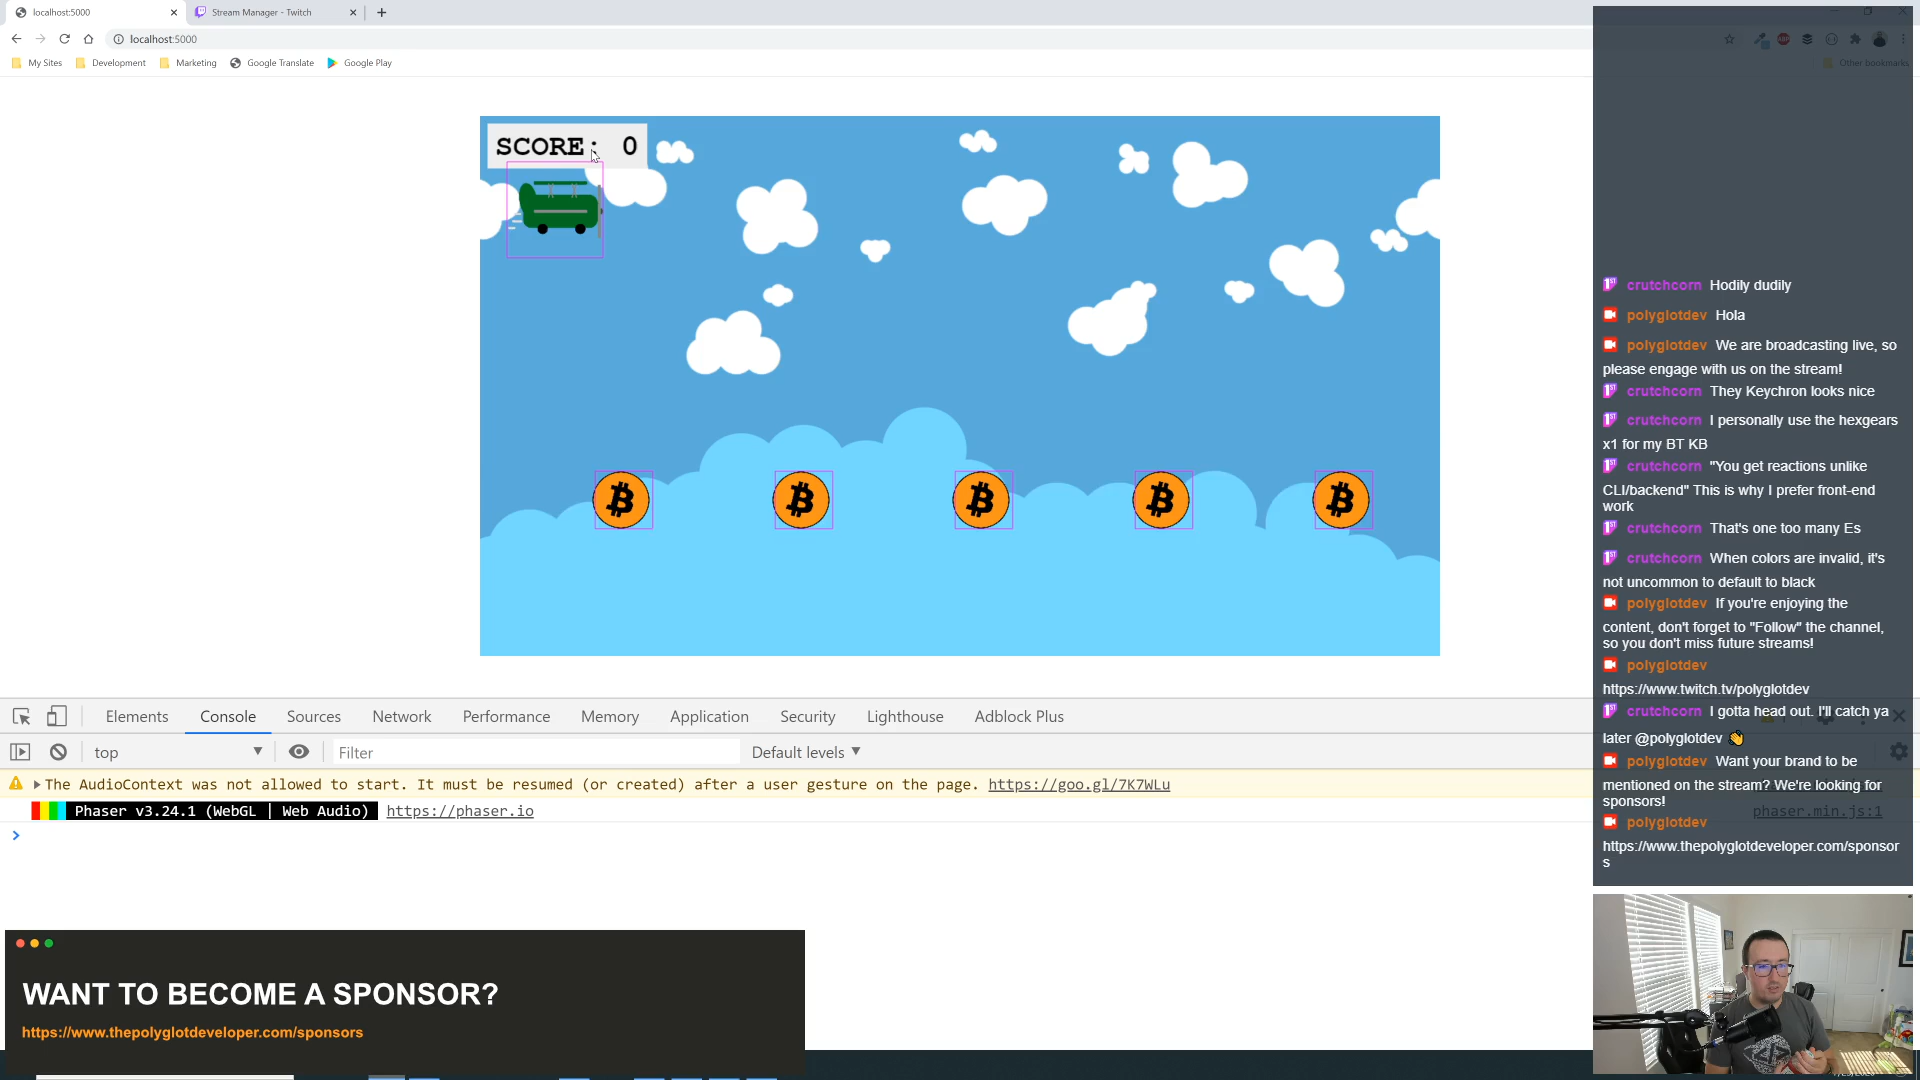 localhost:5000
Stream Manager - Twitch
localhost:5000
My Sites
Development
Marketing
Google Translate
Google Play
Other bookmarks
SCORE: 0
crutchcorn Hodily dudily
polyglotdev Hola
polyglotdev We are broadcasting live, so
please engage with us on the stream!
crutchcorn They Keychron looks nice
crutchcorn I personally use the hexgears
x1 for my BT KB
crutchcorn "You get reactions unlike
CLI/backend" This is why I prefer front-end
work
crutchcorn That's one too many Es
crutchcorn When colors are invalid, it's
not uncommon to default to black
polyglotdev If you're enjoying the
content, don't forget to "Follow" the channel,
so you don't miss future streams!
polyglotdev
https://www.twitch.tv/polyglotdev
crutchcorn I gotta head out. I'll catch ya
later @polyglotdev
polyglotdev Want your brand to be
mentioned on the stream? We're looking for
sponsors!
polyglotdev
https://www.thepolyglotdeveloper.com/sponsor
s
Elements
Console
Sources
Network
Performance
Memory
Application
Security
Lighthouse
Adblock Plus
top
Filter
Default levels
The AudioContext was not allowed to start. It must be resumed (or created) after a user gesture on the page. https://goo.gl/7K7WLu
Phaser v3.24.1 (WebGL | Web Audio) https://phaser.io
phaser.min.js:1
WANT TO BECOME A SPONSOR?
https://www.thepolyglotdeveloper.com/sponsors